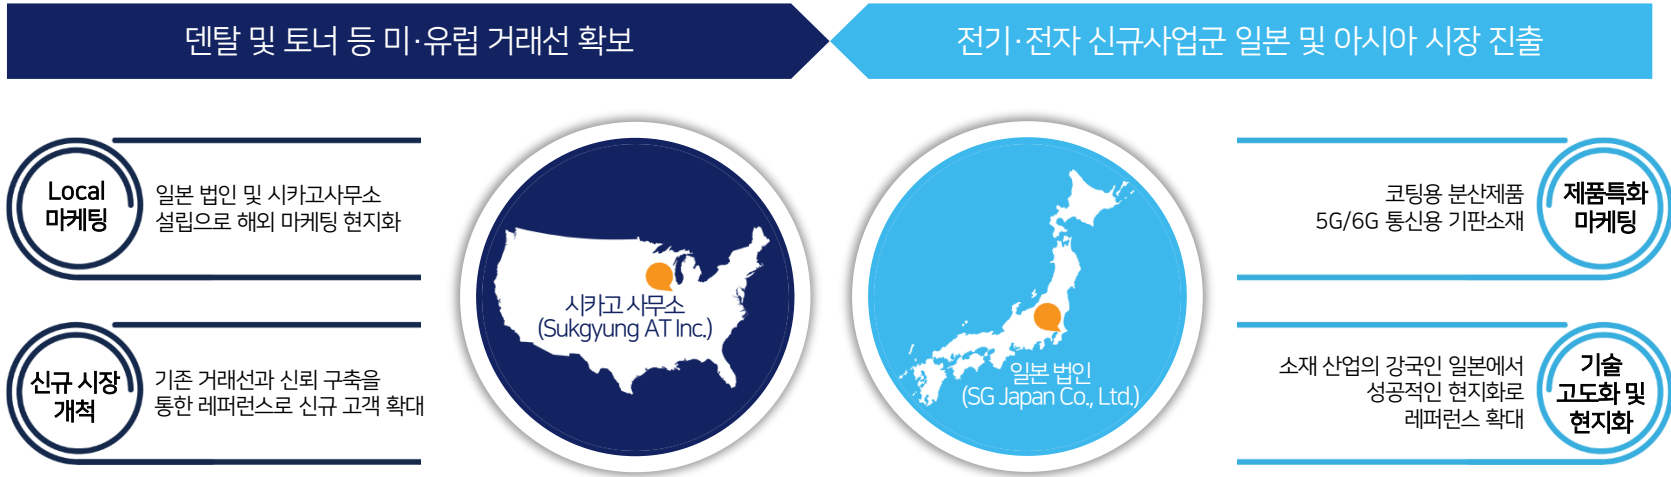 덴탈 및 토너 등 미·유럽 거래선 확보
전기·전자 신규사업군 일본 및 아시아 시장 진출
Local
마케팅
일본 법인 및 시카고사무소
설립으로 해외 마케팅 현지화
신규 시장
개척
기존 거래선과 신뢰 구축을
통한 레퍼런스로 신규 고객 확대
시카고 사무소
(Sukgyung AT Inc.)
일본 법인
(SG Japan Co., Ltd.)
코팅용 분산제품
5G/6G 통신용 기판소재
제품특화
마케팅
소재 산업의 강국인 일본에서
성공적인 현지화로
레퍼런스 확대
기술
고도화 및
현지화